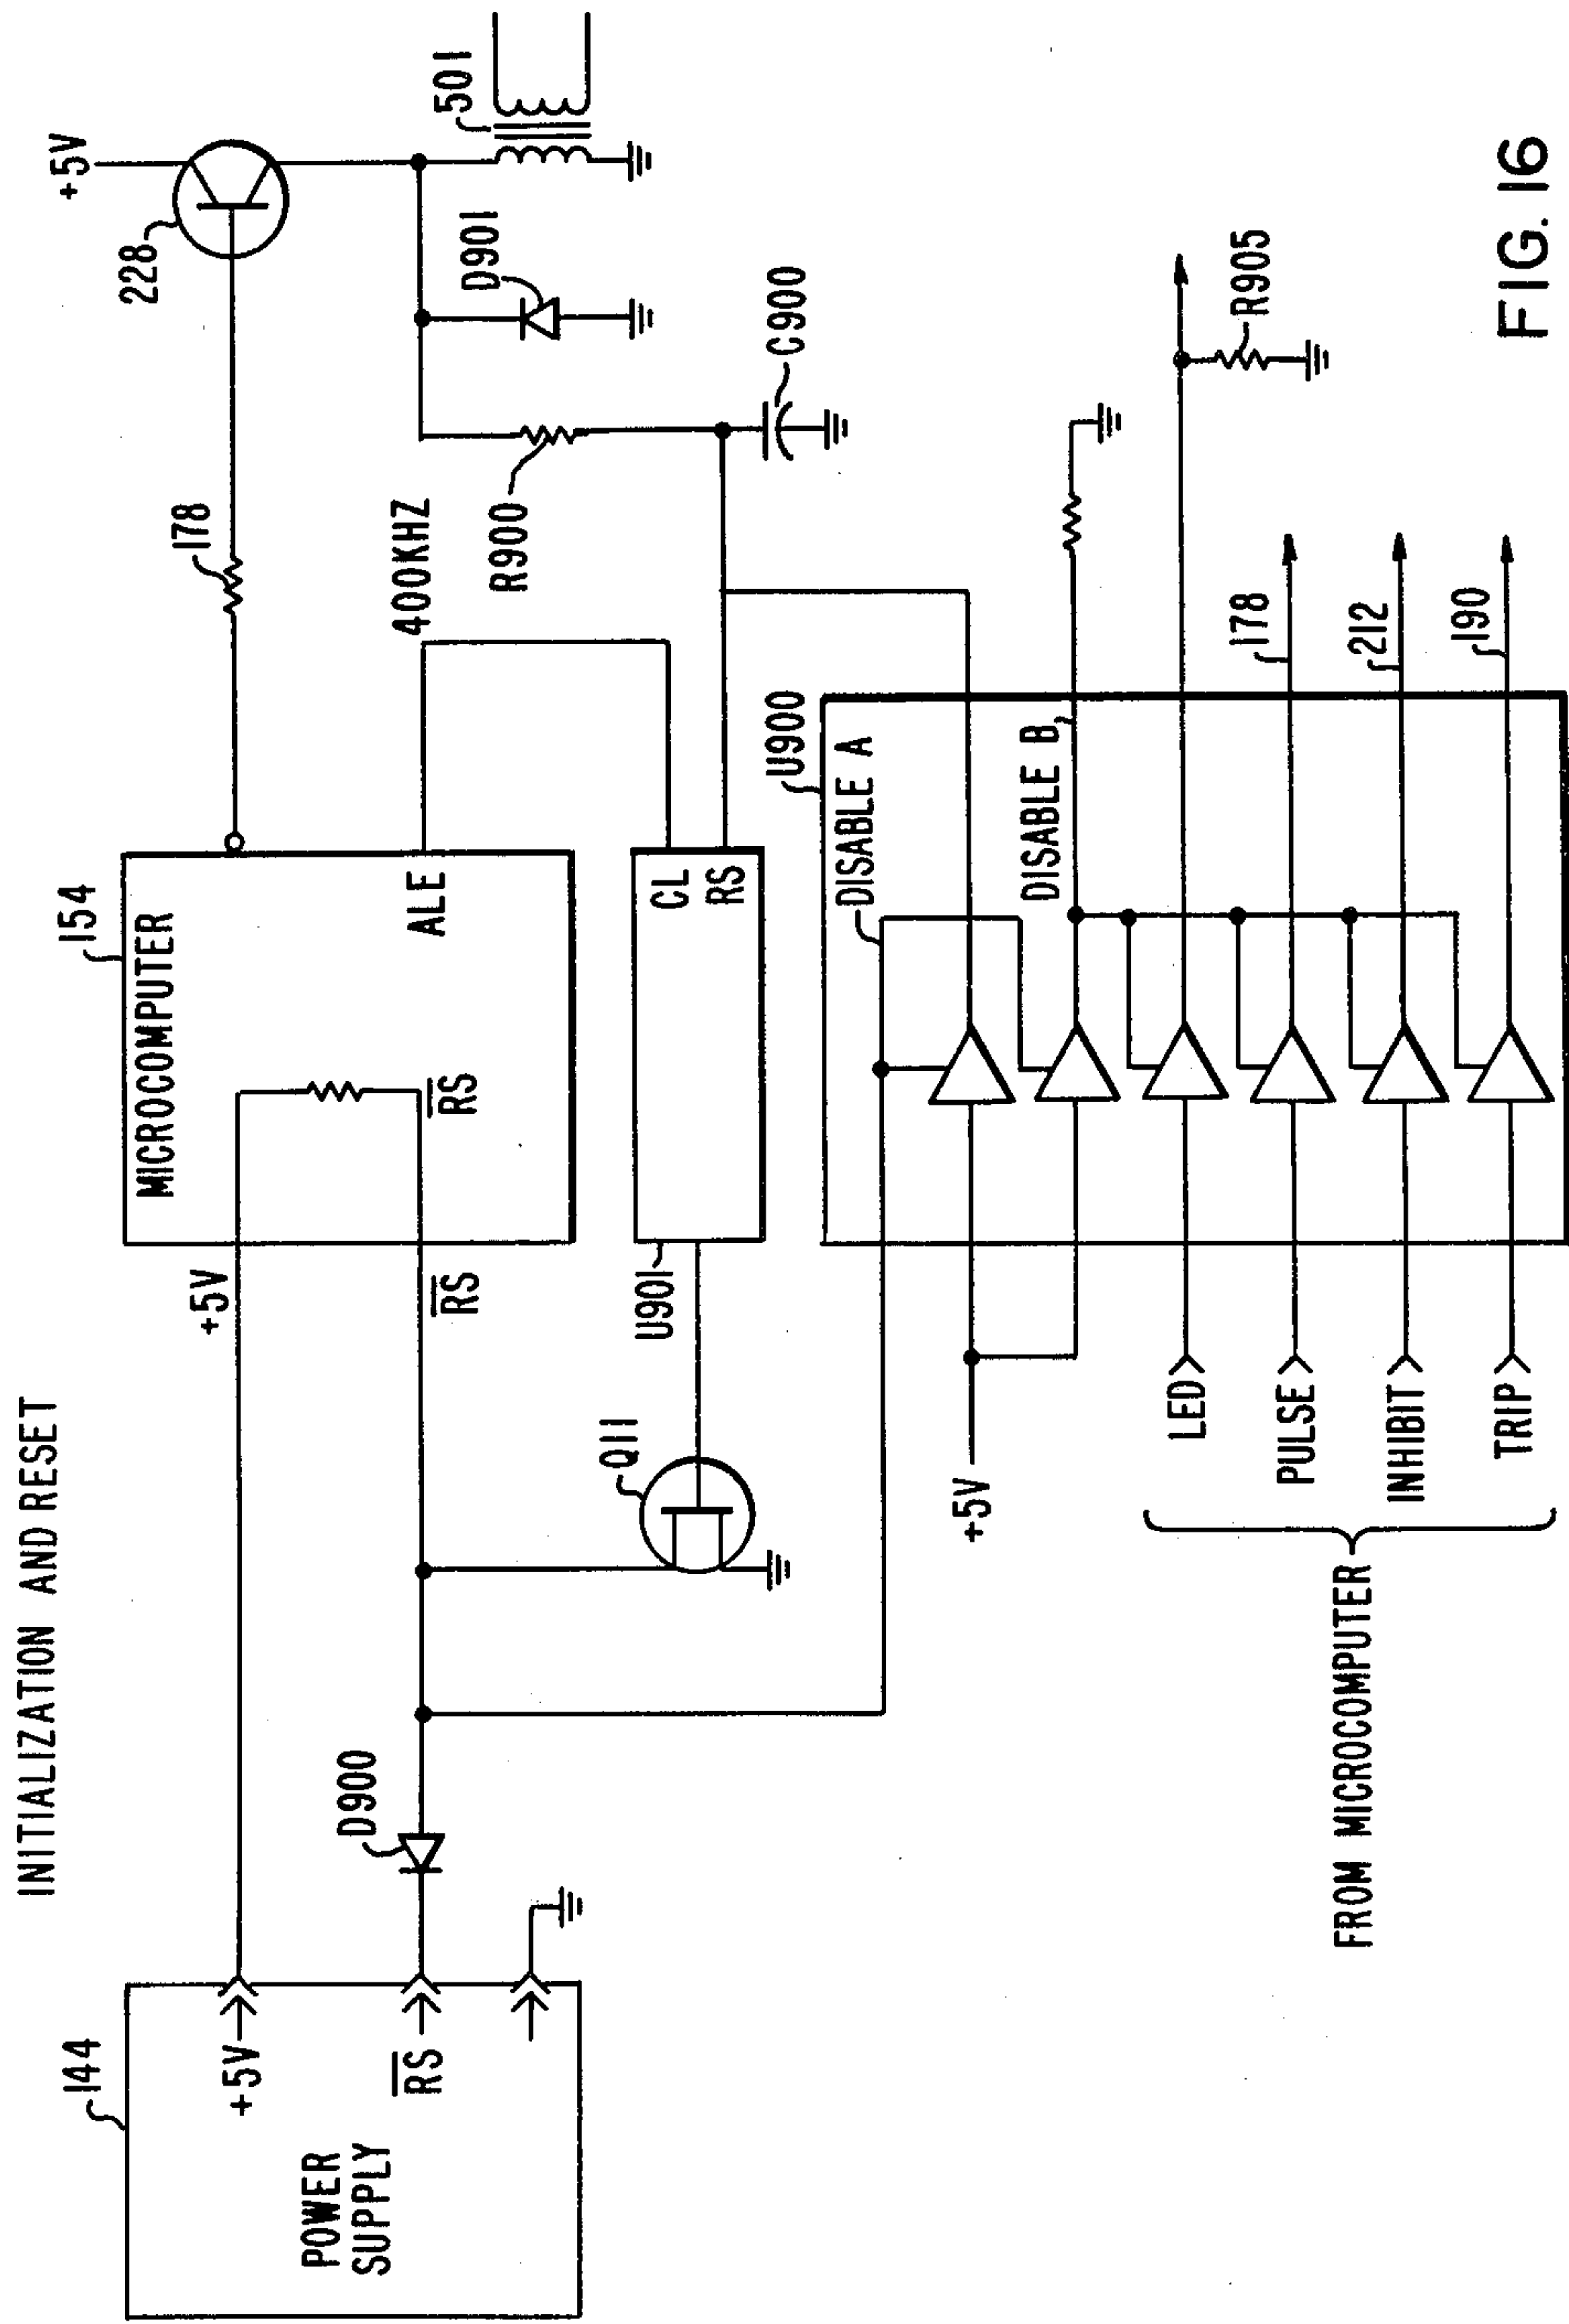 INITIALIZATION AND RESET
144
POWER
SUPPLY
+5V
RS
D900
+5V
RS
154
MICROCOMPUTER
RS
ALE
400KHZ
178
228
+5V
501
D901
R900
C900
Q11
U901
CL
RS
U900
DISABLE A
DISABLE B
+5V
LED
PULSE
INHIBIT
TRIP
FROM MICROCOMPUTER
R905
178
212
190
FIG. 16